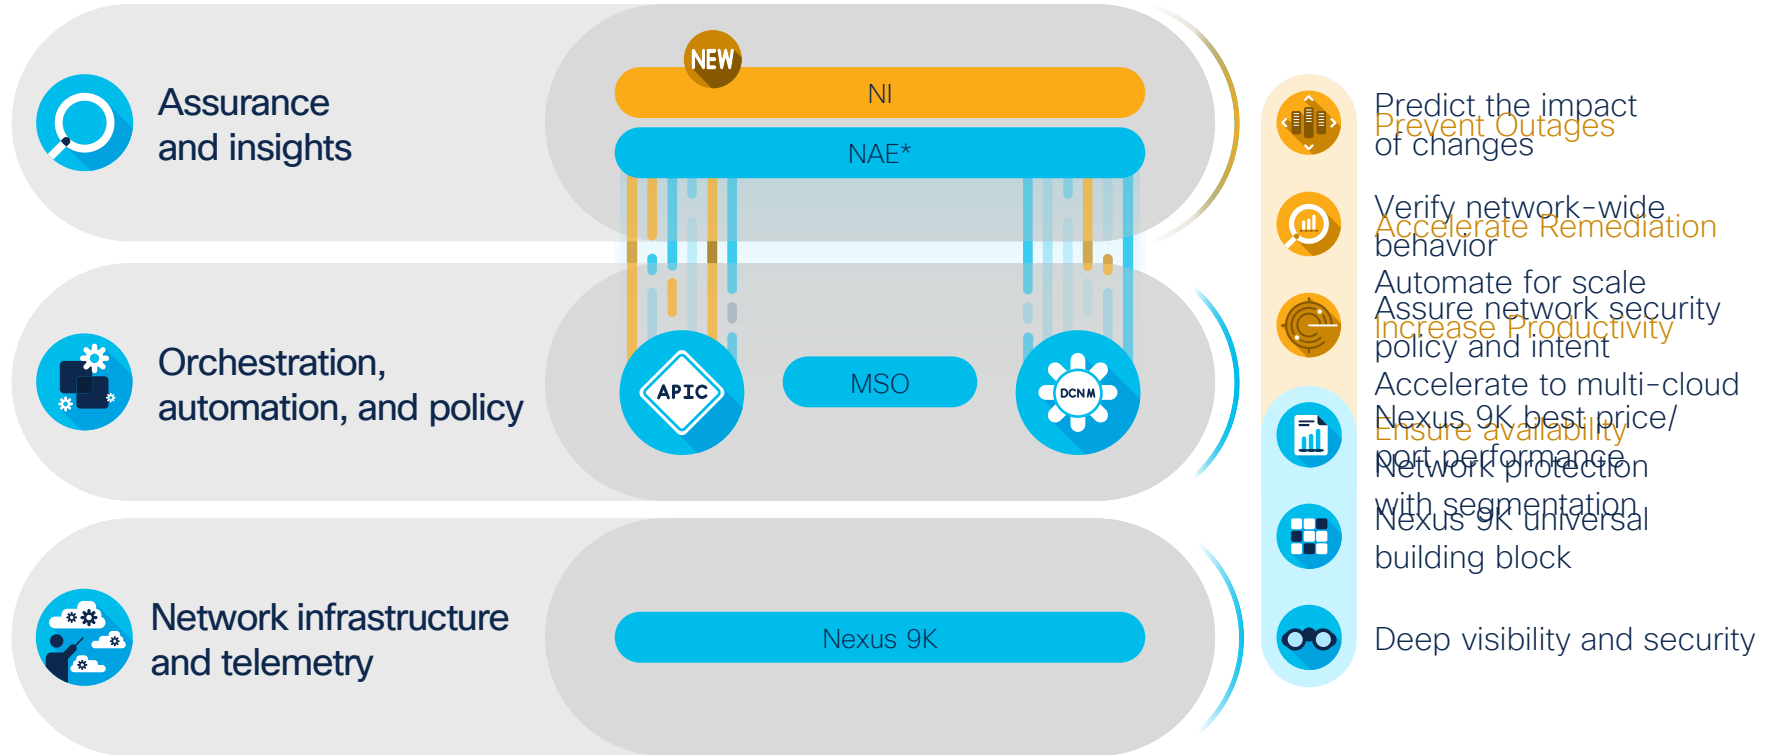 Assurance
and insights
NEW
NI
NAE*
Orchestration,
automation, and policy
APIC
MSO
DCNM
Network infrastructure
and telemetry
Nexus 9K
Predict the impact
of changes
Prevent Outages
Verify network-wide
behavior
Accelerate Remediation
Automate for scale
Assure network security
policy and intent
Increase Productivity
Accelerate to multi-cloud
Nexus 9K best price/
port performance
Ensure availability
Network protection
with segmentation
Nexus 9K universal
building block
Deep visibility and security